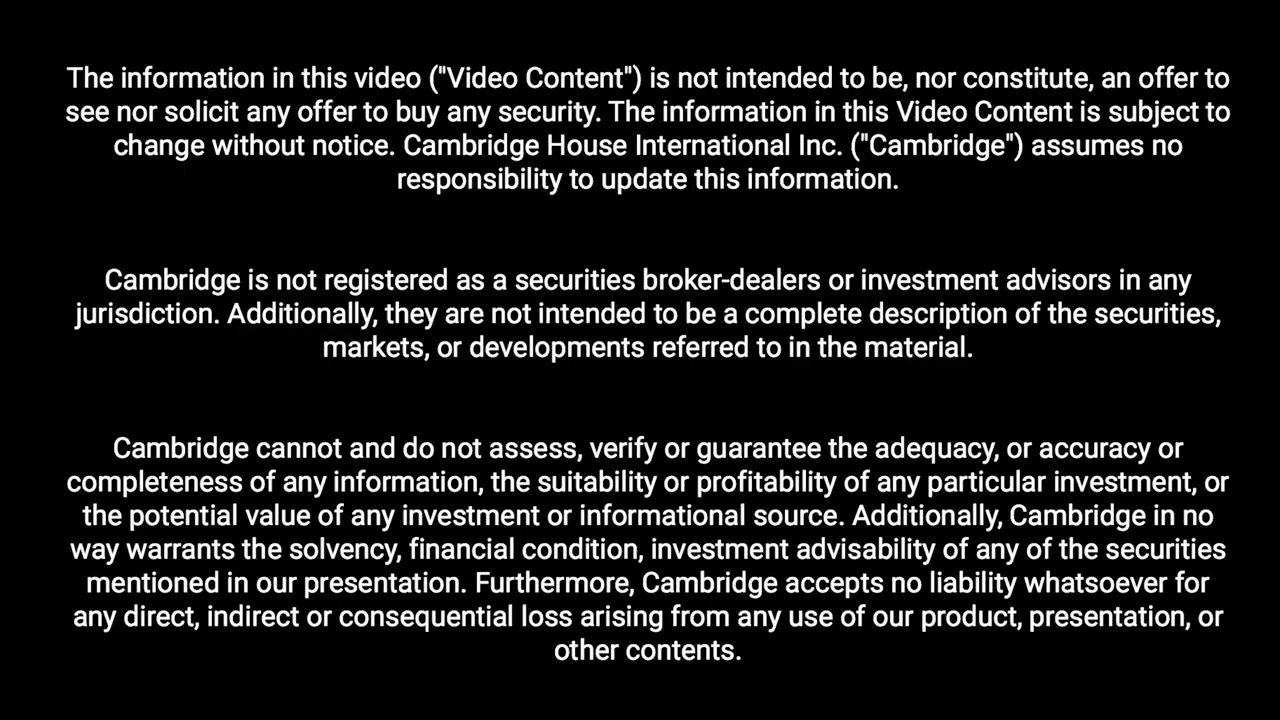 The information in this video ("Video Content") is not intended to be, nor constitute, an offer to
see nor solicit any offer to buy any security. The information in this Video Content is subject to
change without notice. Cambridge House International Inc. ("Cambridge") assumes no
responsibility to update this information.
Cambridge is not registered as a securities broker-dealers or investment advisors in any
jurisdiction. Additionally, they are not intended to be a complete description of the securities,
markets, or developments referred to in the material.
Cambridge cannot and do not assess, verify or guarantee the adequacy, or accuracy or
completeness of any information, the suitability or profitability of any particular investment, or
the potential value of any investment or informational source. Additionally, Cambridge in no
way warrants the solvency, financial condition, investment advisability of any of the securities
mentioned in our presentation. Furthermore, Cambridge accepts no liability whatsoever for
any direct, indirect or consequential loss arising from any use of our product, presentation, or
other contents.